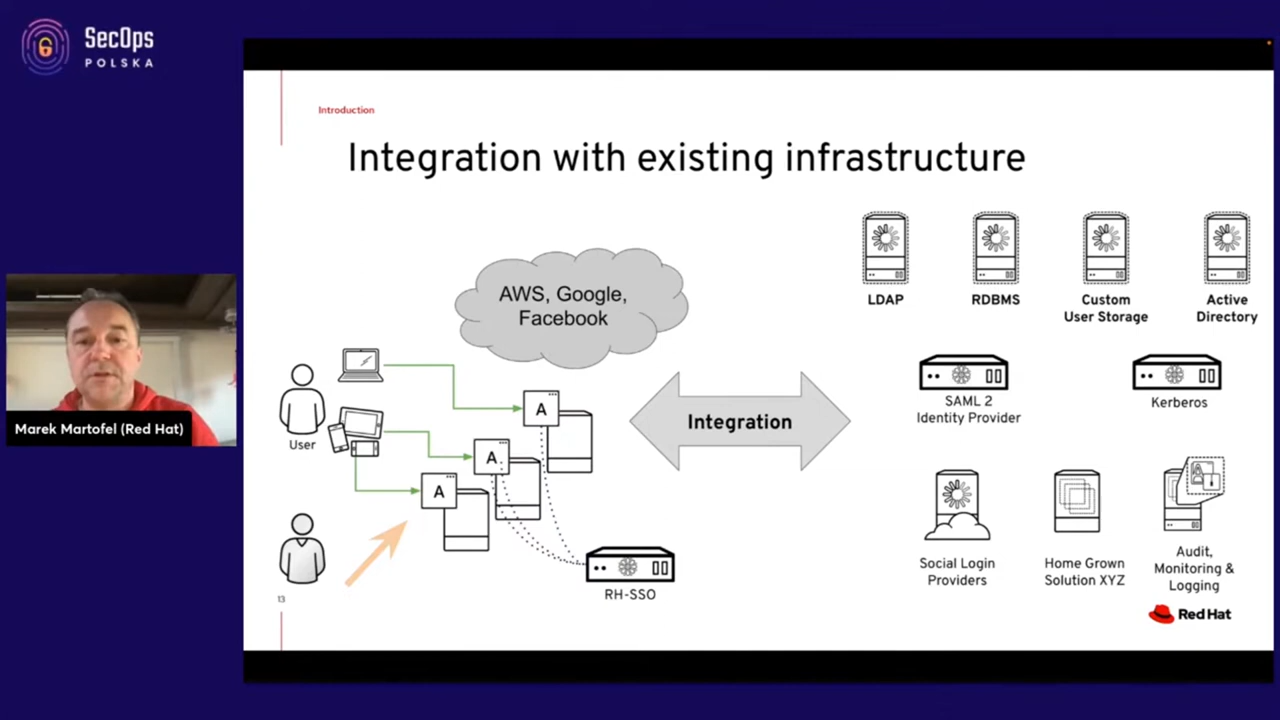 SecOps
POLSKA
Introduction
Integration with existing infrastructure
AWS, Google,
Facebook
LDAP
RDBMS
Custom
User Storage
Active
Directory
User
A
A
A
Integration
SAML 2
Identity Provider
Kerberos
Marek Martofel (Red Hat)
RH-SSO
Social Login
Providers
Home Grown
Solution XYZ
Audit,
Monitoring &
Logging
13
Red Hat